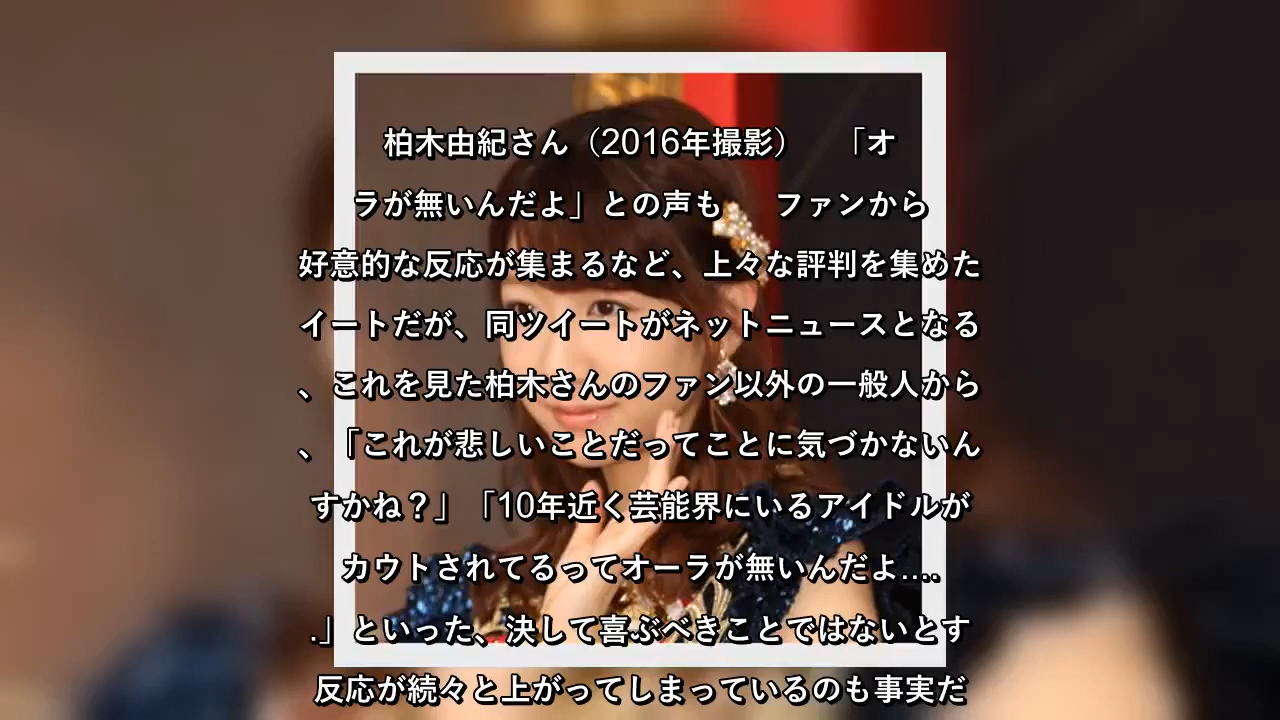 柏木由紀さん（2016年撮影）　「オ
ラが無いんだよ」との声も　ファンから
好意的な反応が集まるなど、上々な評判を集めた
イートだが、同ツイートがネットニュースとなる
、これを見た柏木さんのファン以外の一般人から
、「これが悲しいことだってことに気づかないん
すかね？」「10年近く芸能界にいるアイドルが
カウトされてるってオーラが無いんだよ....
.」といった、決して喜ぶべきことではないとす
反応が続々と上がってしまっているのも事実だ